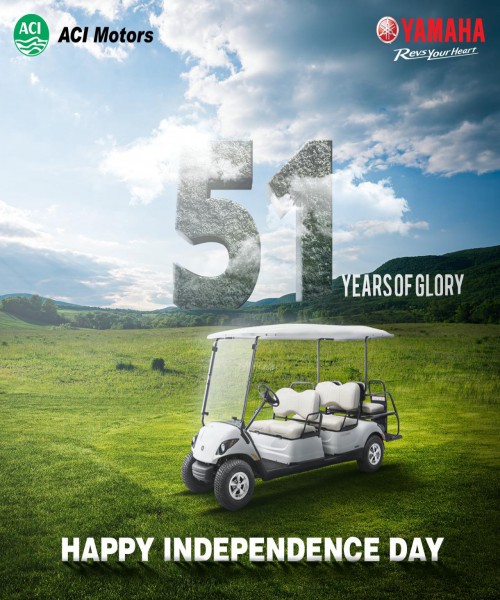 ACI
ACI Motors
YAMAHA
Revs Your Heart
51
YEARS OF GLORY
HAPPY INDEPENDENCE DAY